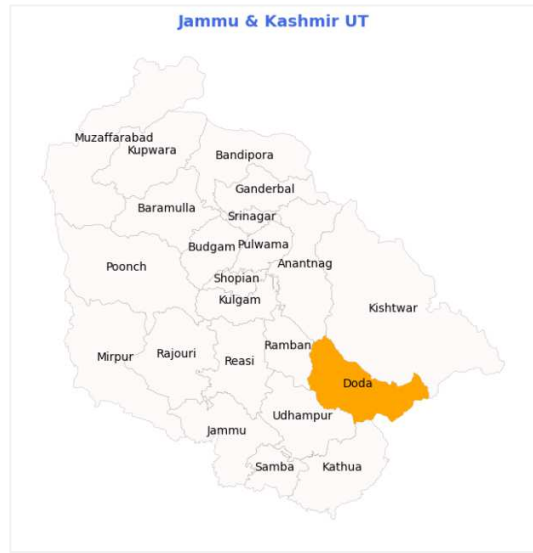 Jammu & Kashmir UT
Muzaffarabad
Kupwara
Bandipora
Ganderbal
Baramulla
Srinagar
Budgam
Pulwama
Anantnag
Poonch
Shopian
Kulgam
Kishtwar
Ramban
Mirpur
Rajouri
Reasi
Doda
Udhampur
Jammu
Samba
Kathua